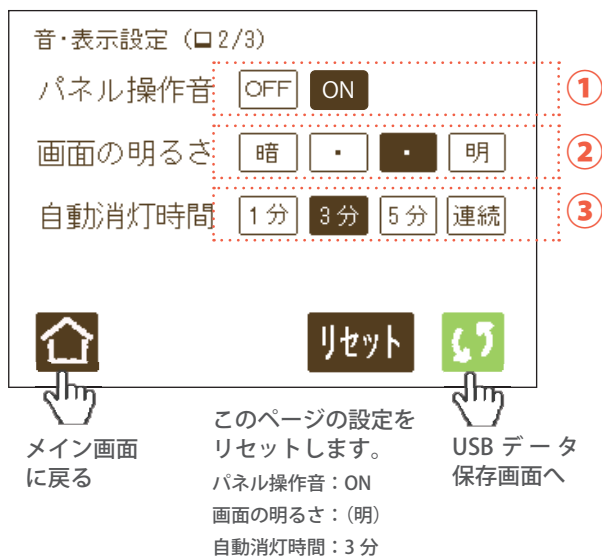 音･表示設定（ロ2/3）
パネル操作音 OFF ON ①
画面の明るさ 暗 ・ ・ 明 ②
自動消灯時間 1分 3分 5分 連続 ③
リセット
メイン画面
に戻る
このページの設定を
リセットします。
パネル操作音：ON
画面の明るさ：（明）
自動消灯時間：3 分
USB データ
保存画面へ